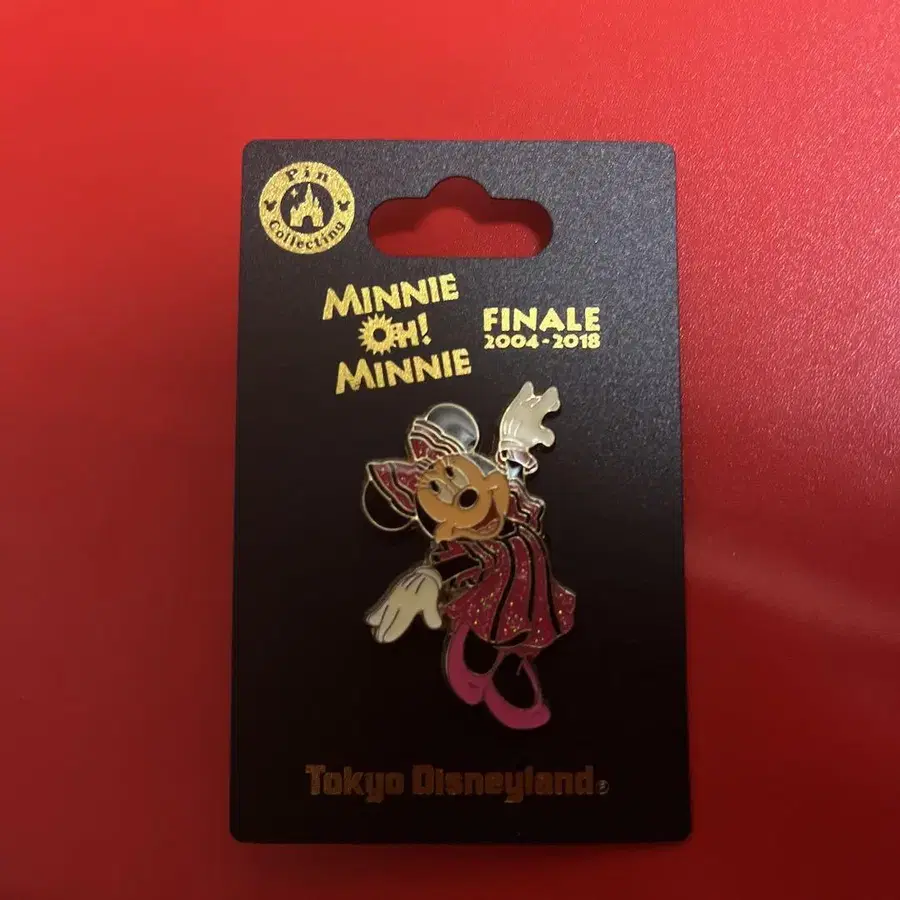 Pin
Collecting
MINNIE
OH!
MINNIE
FINALE
2004-2018
Tokyo Disneyland®